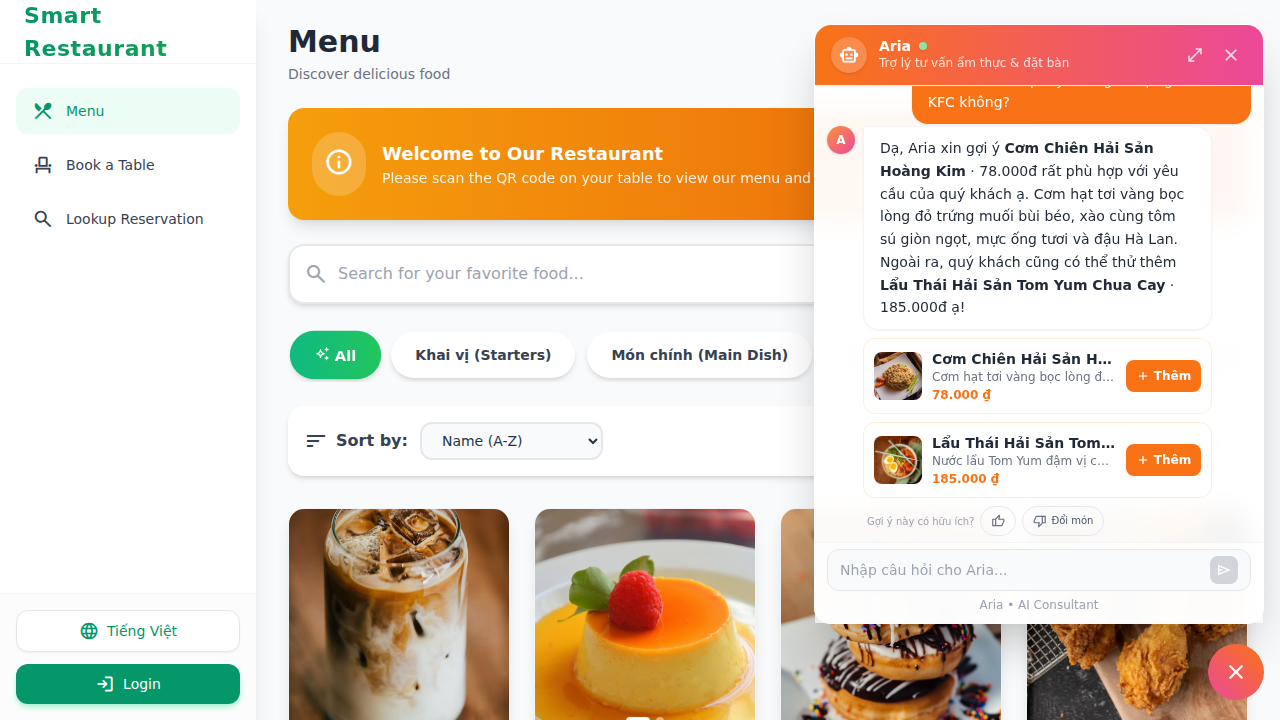 Smart
Restaurant
Menu
Book a Table
Lookup Reservation
Tiếng Việt
Login
Menu
Discover delicious food
Welcome to Our Restaurant
Please scan the QR code on your table to view our menu and
Search for your favorite food...
All
Khai vị (Starters)
Món chính (Main Dish)
Sort by:
Name (A-Z)
Aria
Trợ lý tư vấn ẩm thực & đặt bàn
KFC không?
A
Dạ, Aria xin gợi ý Cơm Chiên Hải Sản
Hoàng Kim · 78.000đ rất phù hợp với yêu
cầu của quý khách ạ. Cơm hạt tơi vàng bọc
lòng đỏ trứng muối bùi béo, xào cùng tôm
sú giòn ngọt, mực ống tươi và đậu Hà Lan.
Ngoài ra, quý khách cũng có thể thử thêm
Lẩu Thái Hải Sản Tom Yum Chua Cay ·
185.000đ ạ!
Cơm Chiên Hải Sản H...
Cơm hạt tơi vàng bọc lòng đ...
78.000 ₫
Thêm
Lẩu Thái Hải Sản Tom...
Nước lẩu Tom Yum đậm vị c...
185.000 ₫
Thêm
Gợi ý này có hữu ích?
Đổi món
Nhập câu hỏi cho Aria...
Aria • AI Consultant